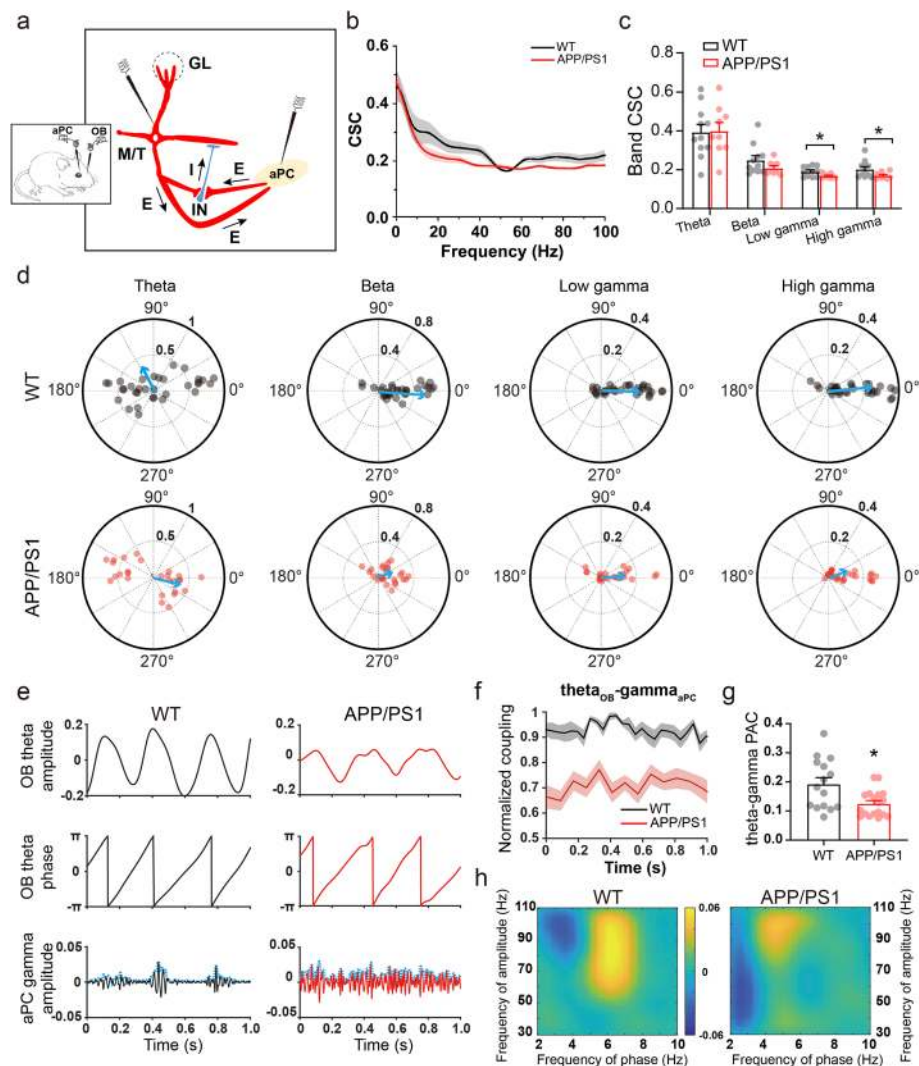 a
GL
aPC
OB
M/T
I
E
aPC
E
IN
E
b
0.6
WT
APP/PS1
CSC
0.4
0.2
0.0
0 20 40 60 80 100
Frequency (Hz)
c
0.8
WT
APP/PS1
Band CSC
0.6
* *
0.4
0.2
0.0
Theta Beta Low gamma High gamma
d
Theta Beta Low gamma High gamma
90° 90° 90° 90°
1 0.8 0.4 0.4
0.5 0.4 0.2 0.2
WT 180° 0° 180° 0° 180° 0° 180° 0°
270° 270° 270° 270°
90° 90° 90° 90°
1 0.8 0.4 0.4
0.5 0.4 0.2 0.2
APP/PS1 180° 0° 180° 0° 180° 0° 180° 0°
270° 270° 270° 270°
e
WT APP/PS1
OB theta
amplitude
0.2 0.2
0 0
-0.2
OB theta
phase
π π
0 0
-π -π
aPC gamma
amplitude
0.05 0.05
0 0
-0.05
0 0.2 0.4 0.6 0.8 1.0 0 0.2 0.4 0.6 0.8 1.0
Time (s) Time (s)
f
thetaOB-gammaaPC
Normalized coupling
1
0.9
0.8
0.7
0.6
0.5
WT
APP/PS1
0 0.2 0.4 0.6 0.8 1.0
Time (s)
g
theta-gamma PAC
0.4
0.3
*
0.2
0.1
0
WT APP/PS1
h
WT APP/PS1
Frequency of amplitude (Hz)
110
90
70
50
30
0.06
0
-0.06
110
90
70
50
30
Frequency of amplitude (Hz)
2 4 6 8 10 2 4 6 8 10
Frequency of phase (Hz) Frequency of phase (Hz)